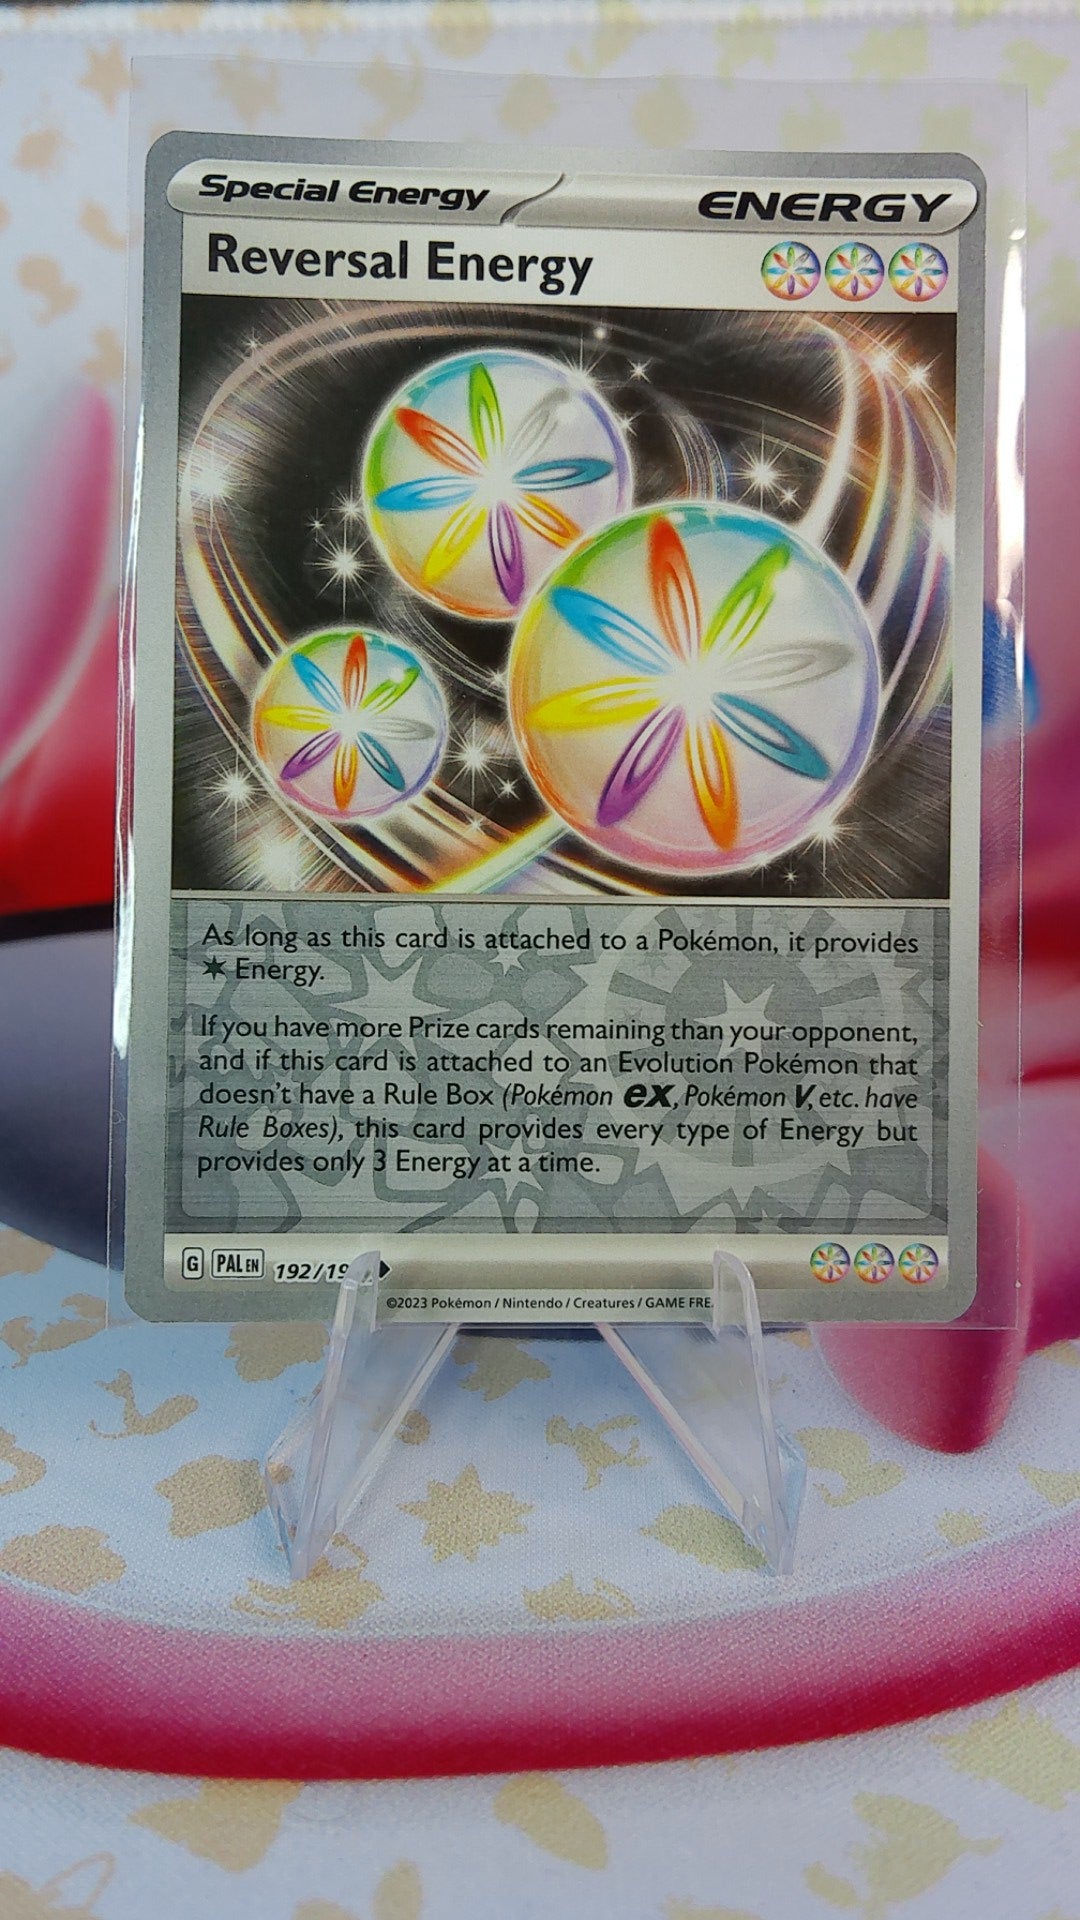 Special Energy ENERGY
Reversal Energy
As long as this card is attached to a Pokémon, it provides
Energy.
If you have more Prize cards remaining than your opponent,
and if this card is attached to an Evolution Pokémon that
doesn't have a Rule Box (Pokémon ex, Pokémon V, etc. have
Rule Boxes), this card provides every type of Energy but
provides only 3 Energy at a time.
G PAL EN 192/19
©2023 Pokémon / Nintendo / Creatures / GAME FRE